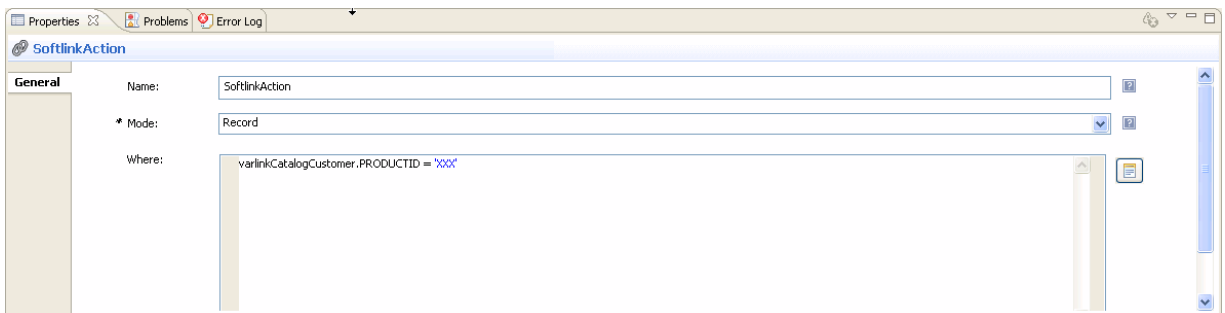 Properties Problems Error Log
SoftlinkAction
General
Name: SoftlinkAction
* Mode: Record
Where: varlinkCatalogCustomer.PRODUCTID = 'XXX'